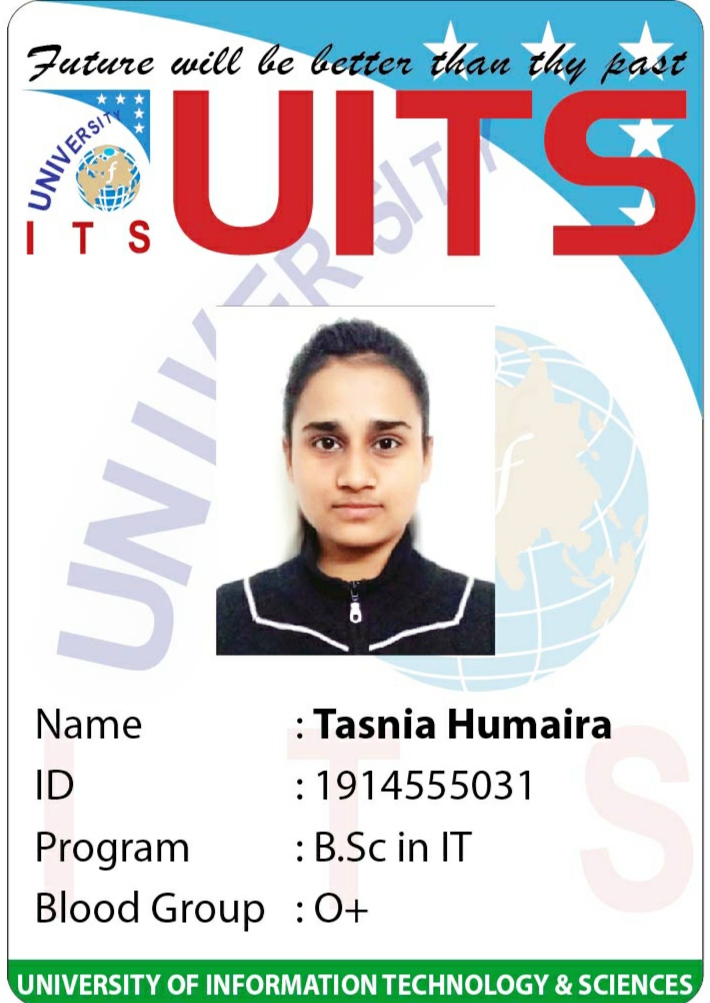 Future will be better than thy past
UNIVERSITY
I T S
UITS
UNIVERSITY
Name : Tasnia Humaira
ID : 1914555031
Program : B.Sc in IT
Blood Group : O+
I T S
UNIVERSITY OF INFORMATION TECHNOLOGY & SCIENCES